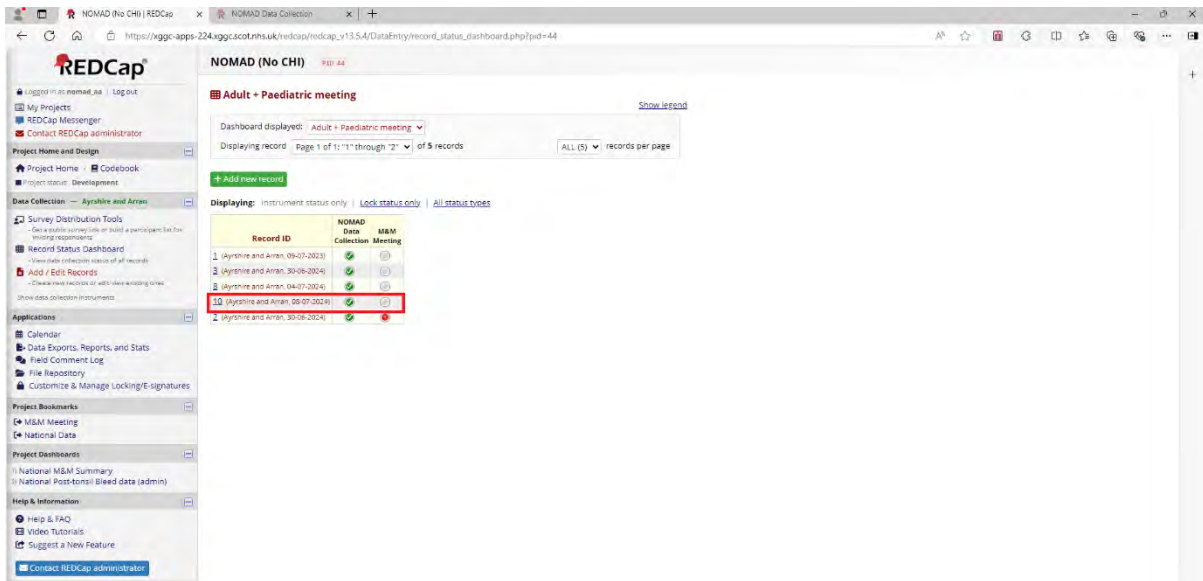 NOMAD (No CHI) | REDCap
NOMAD Data Collection
https://xggc-apps-224.xggc.scot.nhs.uk/redcap/redcap_v13.5.4/DataEntry/record_status_dashboard.php?pid=44
REDCap
Logged in as nomad_aa | Log out
My Projects
REDCap Messenger
Contact REDCap administrator
Project Home and Design
Project Home Codebook
Project status: Development
Data Collection — Ayrshire and Arran
Survey Distribution Tools
- Get a public survey link or build a participant list for inviting respondents
Record Status Dashboard
- View data collection status of all records
Add / Edit Records
- Create new records or edit/view existing ones
Show data collection instruments
Applications
Calendar
Data Exports, Reports, and Stats
Field Comment Log
File Repository
Customize & Manage Locking/E-signatures
Project Bookmarks
M&M Meeting
National Data
Project Dashboards
National M&M Summary
National Post-tonsil Bleed data (admin)
Help & Information
Help & FAQ
Video Tutorials
Suggest a New Feature
Contact REDCap administrator
NOMAD (No CHI) PID 44
Adult + Paediatric meeting
Show legend
Dashboard displayed: Adult + Paediatric meeting
Displaying record Page 1 of 1: "1" through "2" of 5 records ALL (5) records per page
+ Add new record
Displaying: Instrument status only | Lock status only | All status types
Record ID NOMAD Data Collection M&M Meeting
1 (Ayrshire and Arran, 09-07-2023)
3 (Ayrshire and Arran, 30-06-2024)
8 (Ayrshire and Arran, 04-07-2024)
10 (Ayrshire and Arran, 08-07-2024)
2 (Ayrshire and Arran, 30-06-2024)